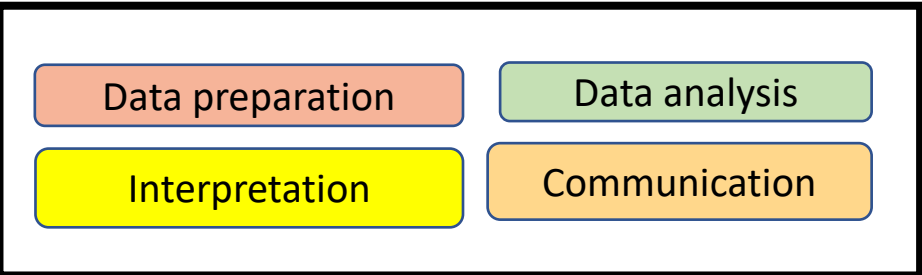 Data preparation
Data analysis
Interpretation
Communication